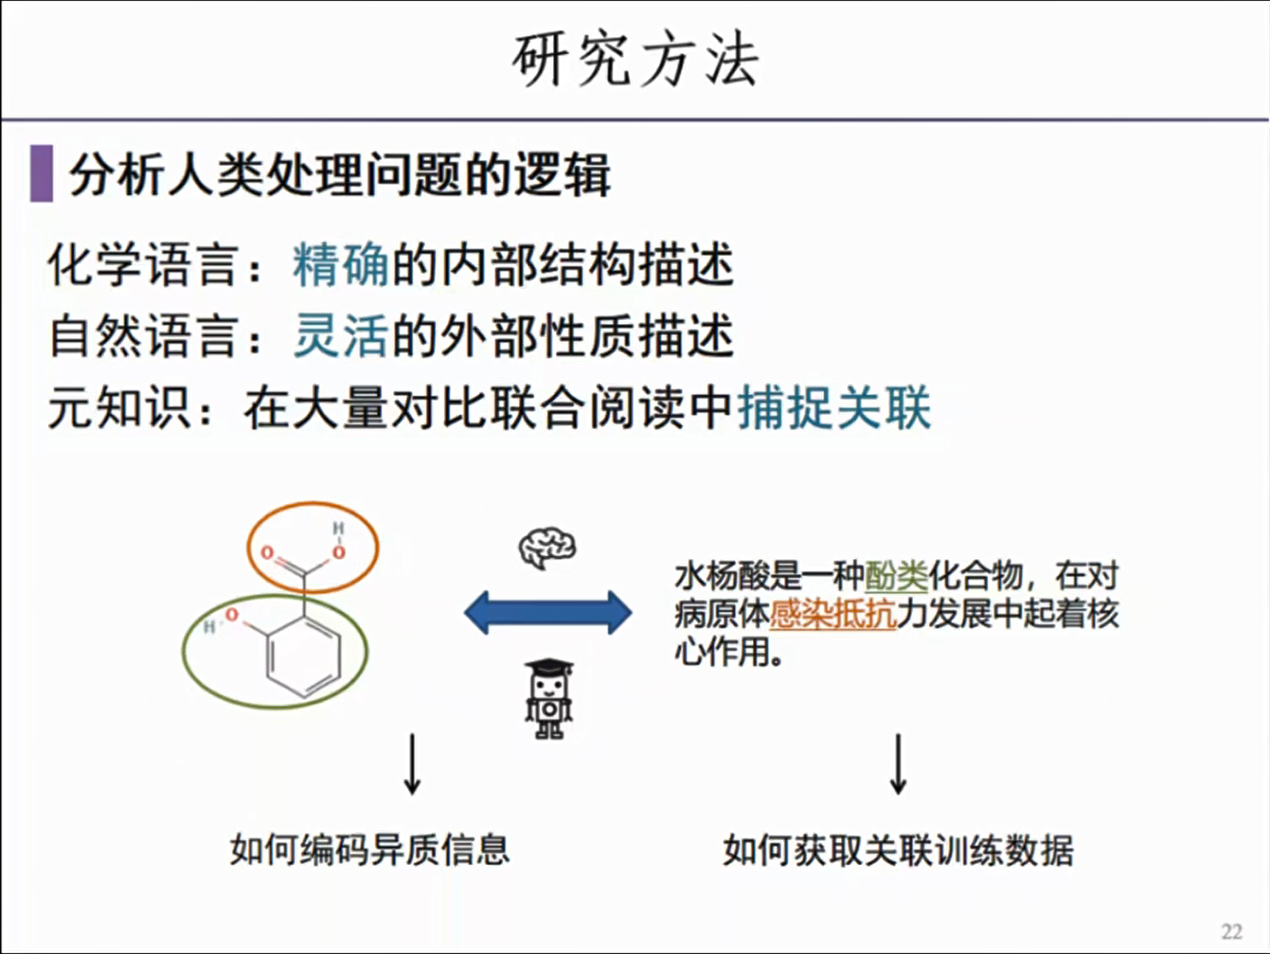 研究方法
分析人类处理问题的逻辑
化学语言：精确的内部结构描述
自然语言：灵活的外部性质描述
元知识：在大量对比联合阅读中捕捉关联
H
O
O
O
H
水杨酸是一种酚类化合物，在对
病原体感染抵抗力发展中起着核
心作用。
如何编码异质信息
如何获取关联训练数据
22